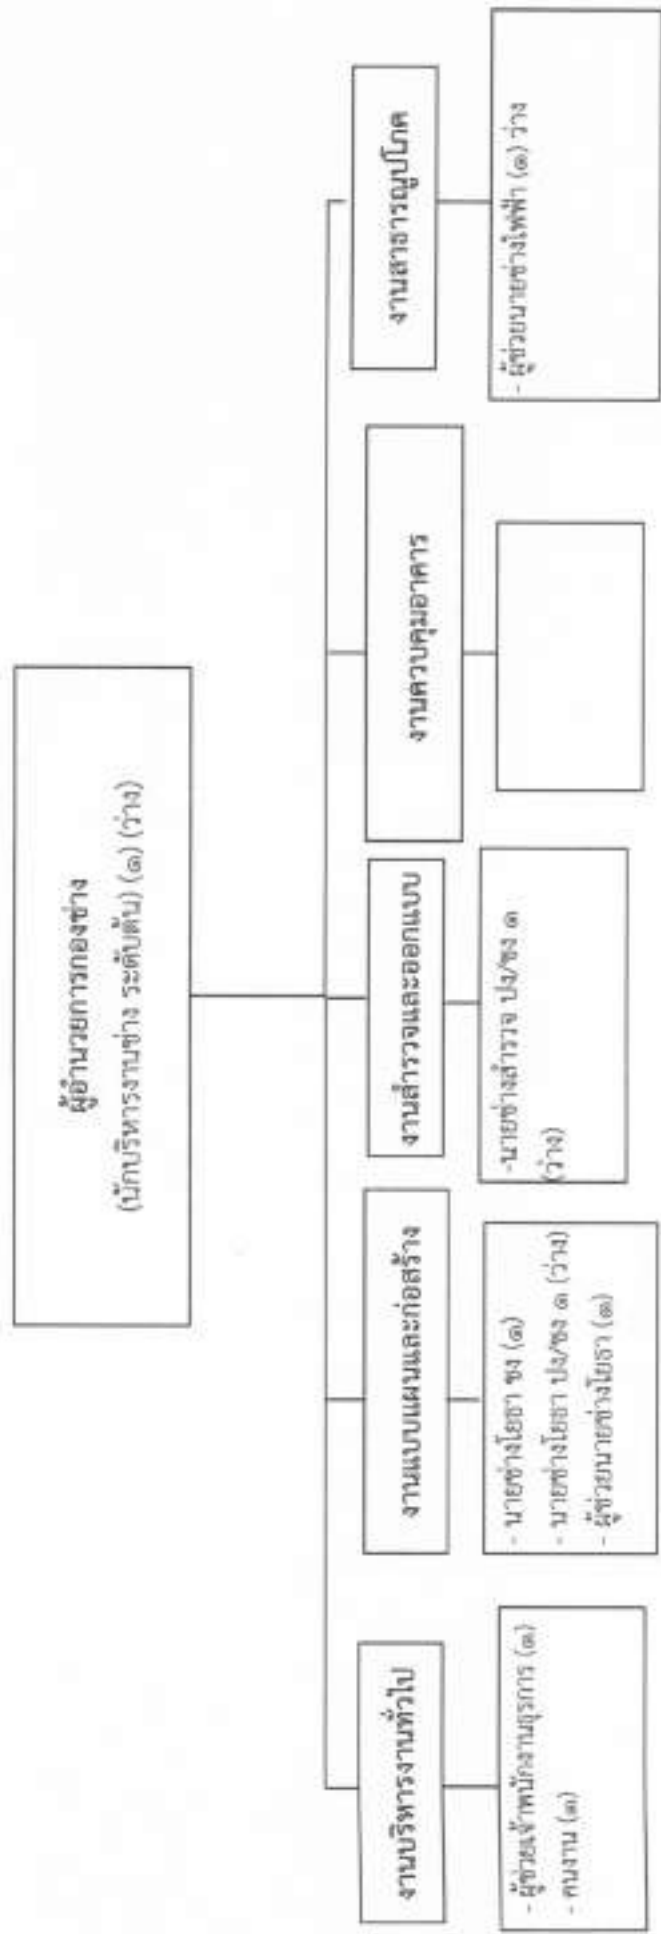 ผู้อำนวยการกองช่าง
(นักบริหารงานช่าง ระดับต้น) (๑) (ว่าง)
งานบริหารงานทั่วไป
- ผู้ช่วยเจ้าพนักงานธุรการ (๑)
- คนงาน (๑)
งานแบบแผนและก่อสร้าง
- นายช่างโยธา ชง (๑)
- นายช่างโยธา ปง/ชง ๑ (ว่าง)
- ผู้ช่วยนายช่างโยธา (๑)
งานสำรวจและออกแบบ
-นายช่างสำรวจ ปง/ชง ๑
(ว่าง)
งานควบคุมอาคาร
งานสาธารณูปโภค
- ผู้ช่วยนายช่างไฟฟ้า (๑) ว่าง